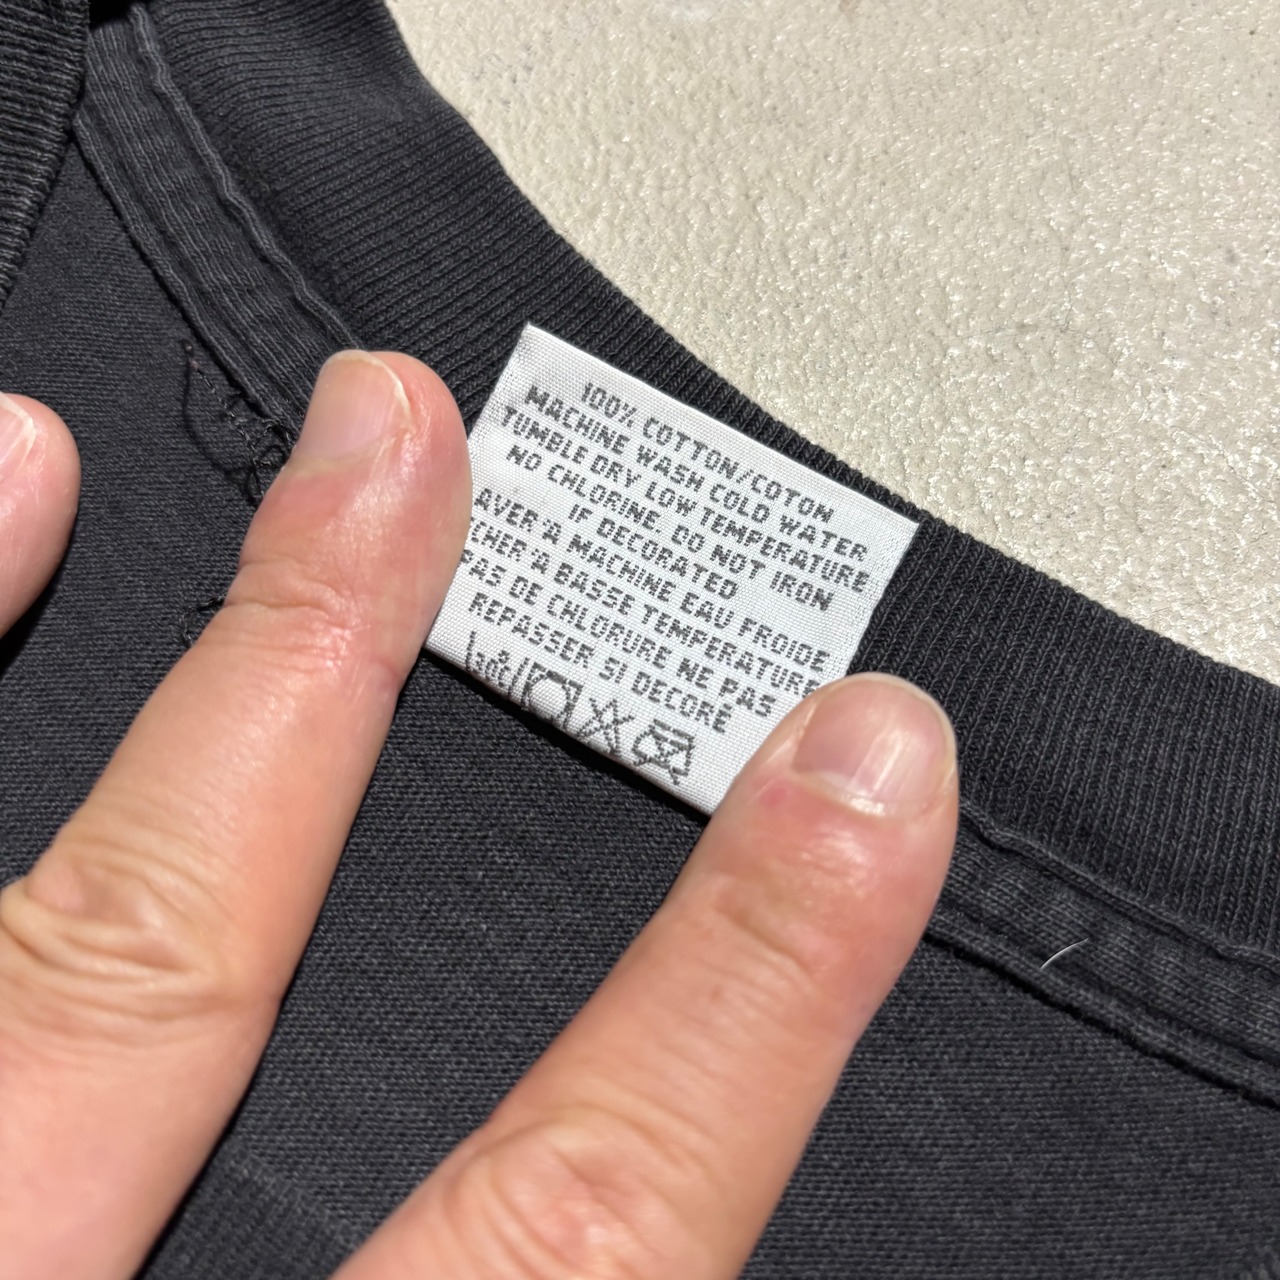 100% COTTON/COTON
MACHINE WASH COLD WATER
TUMBLE DRY LOW TEMPERATURE
NO CHLORINE. DO NOT IRON
IF DECORATED
AVER'A MACHINE EAU FROIDE
CHER'A BASSE TEMPERATURE
PAS DE CHLORURE NE PAS
REPASSER SI DECORÉ